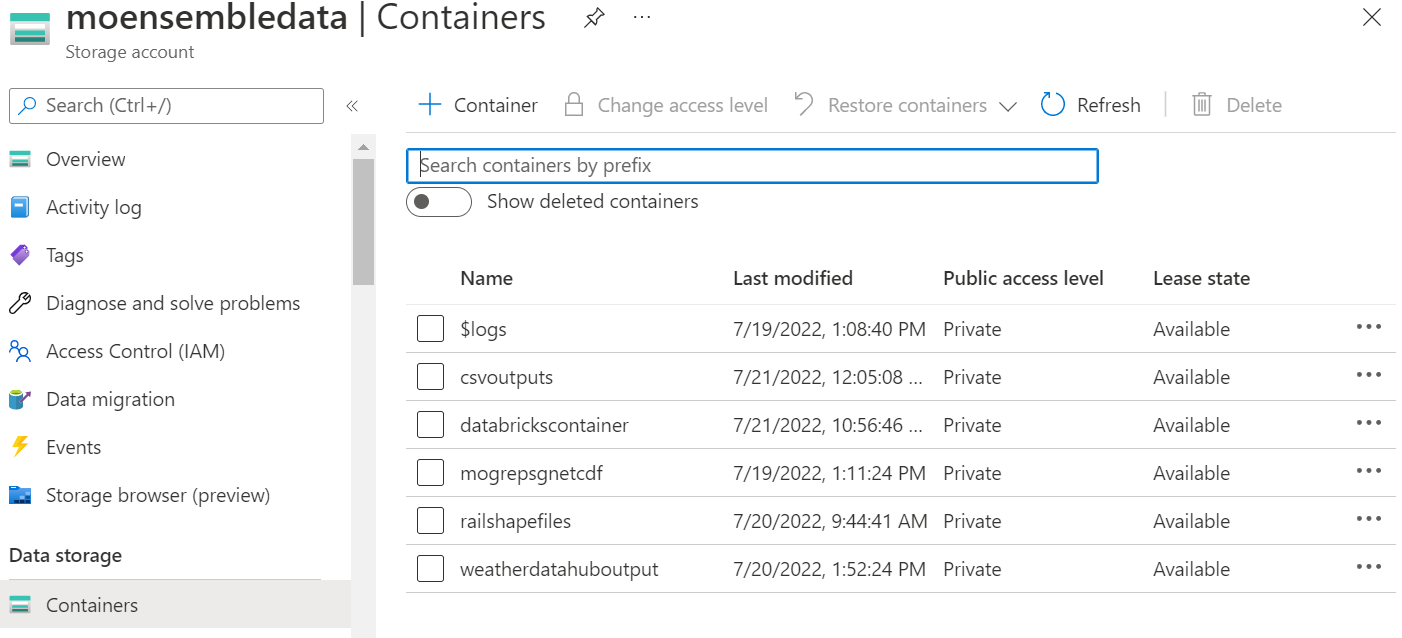 moensembledata | Containers
Storage account
Search (Ctrl+/)
Overview
Activity log
Tags
Diagnose and solve problems
Access Control (IAM)
Data migration
Events
Storage browser (preview)
Data storage
Containers
Container Change access level Restore containers Refresh Delete
Search containers by prefix
Show deleted containers
Name Last modified Public access level Lease state
$logs 7/19/2022, 1:08:40 PM Private Available
csvoutputs 7/21/2022, 12:05:08 ... Private Available
databrickscontainer 7/21/2022, 10:56:46 ... Private Available
mogrepsgnetcdf 7/19/2022, 1:11:24 PM Private Available
railshapefiles 7/20/2022, 9:44:41 AM Private Available
weatherdatahuboutput 7/20/2022, 1:52:24 PM Private Available